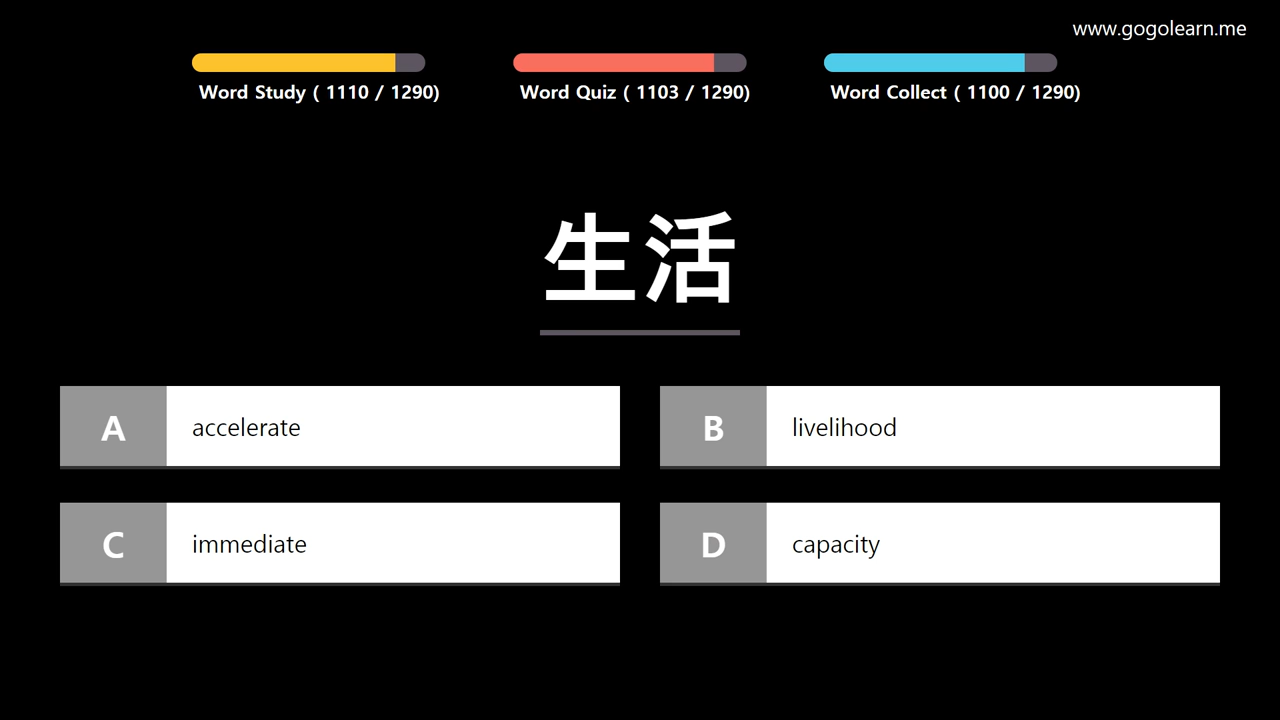 www.gogolearn.me
Word Study ( 1110 / 1290)
Word Quiz ( 1103 / 1290)
Word Collect ( 1100 / 1290)
生活
A accelerate
B livelihood
C immediate
D capacity